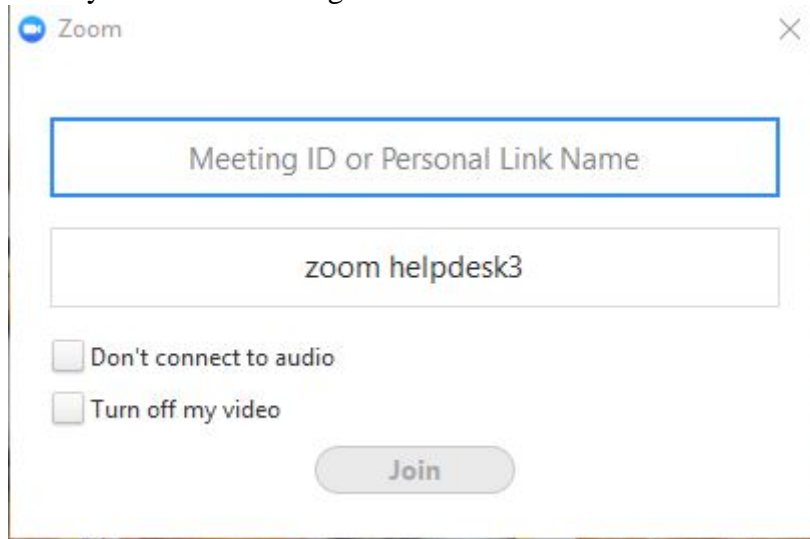 Zoom
Meeting ID or Personal Link Name
zoom helpdesk3
Don't connect to audio
Turn off my video
Join